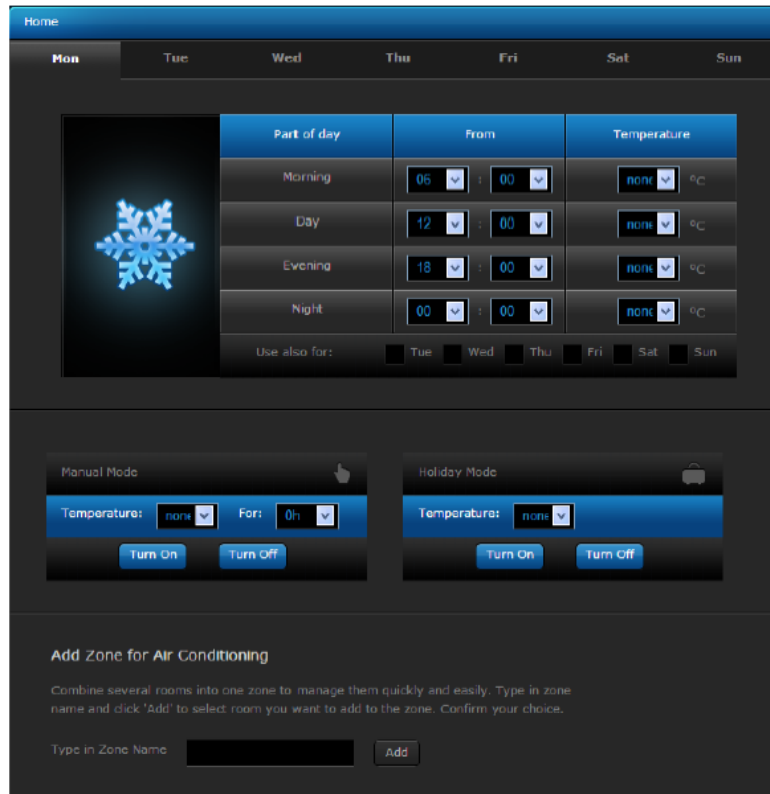 Home
Mon Tue Wed Thu Fri Sat Sun
Part of day From Temperature
Morning 06 : 00 none °C
Day 12 : 00 none °C
Evening 18 : 00 none °C
Night 00 : 00 none °C
Use also for: Tue Wed Thu Fri Sat Sun
Manual Mode
Temperature: none For: 0h
Turn On Turn Off
Holiday Mode
Temperature: none
Turn On Turn Off
Add Zone for Air Conditioning
Combine several rooms into one zone to manage them quickly and easily. Type in zone
name and click 'Add' to select room you want to add to the zone. Confirm your choice.
Type in Zone Name Add